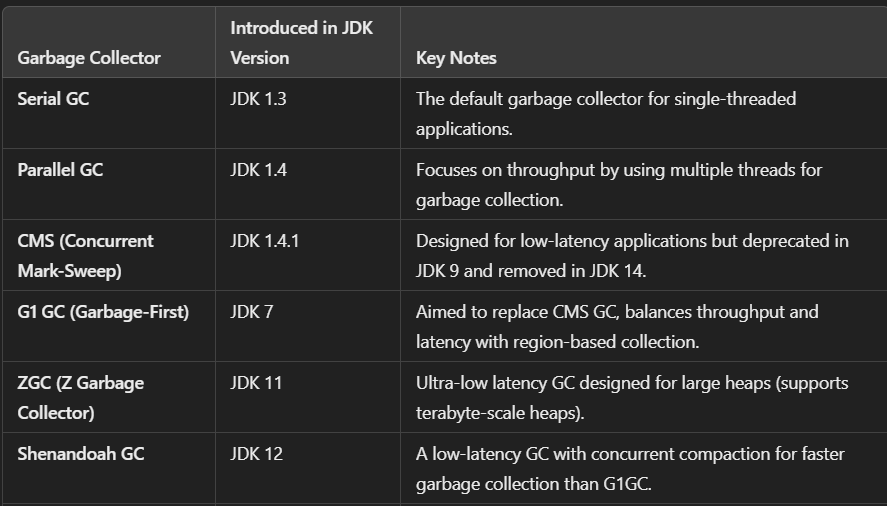 Garbage Collector
Introduced in JDK
Version
Key Notes
Serial GC
JDK 1.3
The default garbage collector for single-threaded
applications.
Parallel GC
JDK 1.4
Focuses on throughput by using multiple threads for
garbage collection.
CMS (Concurrent
Mark-Sweep)
JDK 1.4.1
Designed for low-latency applications but deprecated in
JDK 9 and removed in JDK 14.
G1 GC (Garbage-First)
JDK 7
Aimed to replace CMS GC, balances throughput and
latency with region-based collection.
ZGC (Z Garbage
Collector)
JDK 11
Ultra-low latency GC designed for large heaps (supports
terabyte-scale heaps).
Shenandoah GC
JDK 12
A low-latency GC with concurrent compaction for faster
garbage collection than G1GC.